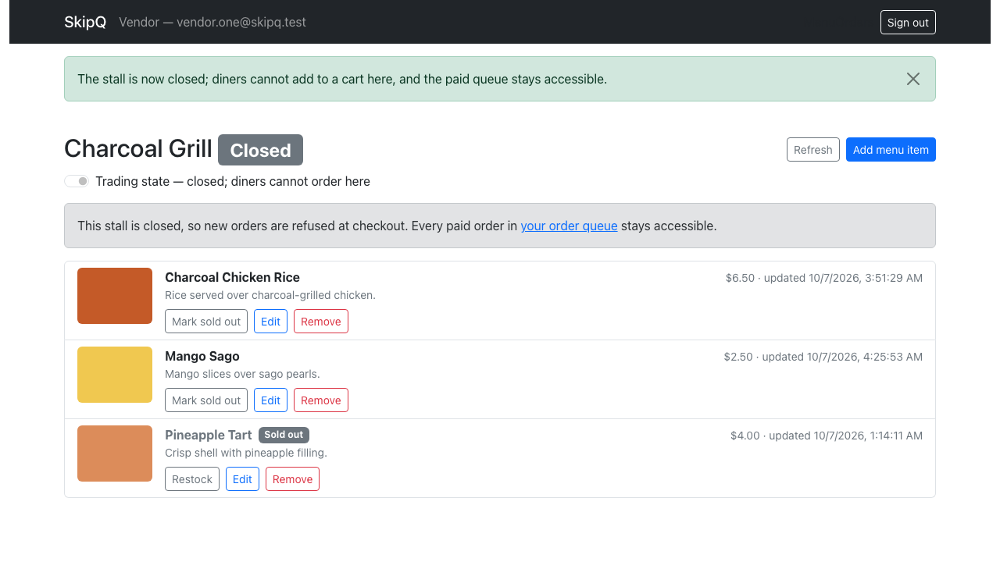 SkipQ Vendor — vendor.one@skipq.test Sign out
The stall is now closed; diners cannot add to a cart here, and the paid queue stays accessible.
Charcoal Grill Closed Refresh Add menu item
Trading state — closed; diners cannot order here
This stall is closed, so new orders are refused at checkout. Every paid order in your order queue stays accessible.
Charcoal Chicken Rice $6.50 · updated 10/7/2026, 3:51:29 AM
Rice served over charcoal-grilled chicken.
Mark sold out Edit Remove
Mango Sago $2.50 · updated 10/7/2026, 4:25:53 AM
Mango slices over sago pearls.
Mark sold out Edit Remove
Pineapple Tart Sold out $4.00 · updated 10/7/2026, 1:14:11 AM
Crisp shell with pineapple filling.
Restock Edit Remove